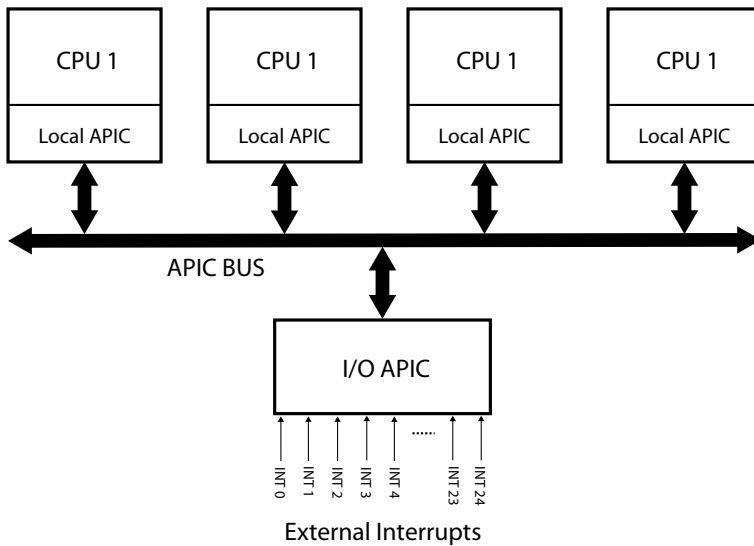 CPU 1
CPU 1
CPU 1
CPU 1
Local APIC
Local APIC
Local APIC
Local APIC
APIC BUS
I/O APIC
INT 0
INT 1
INT 2
INT 3
INT 4
......
INT 23
INT 24
External Interrupts